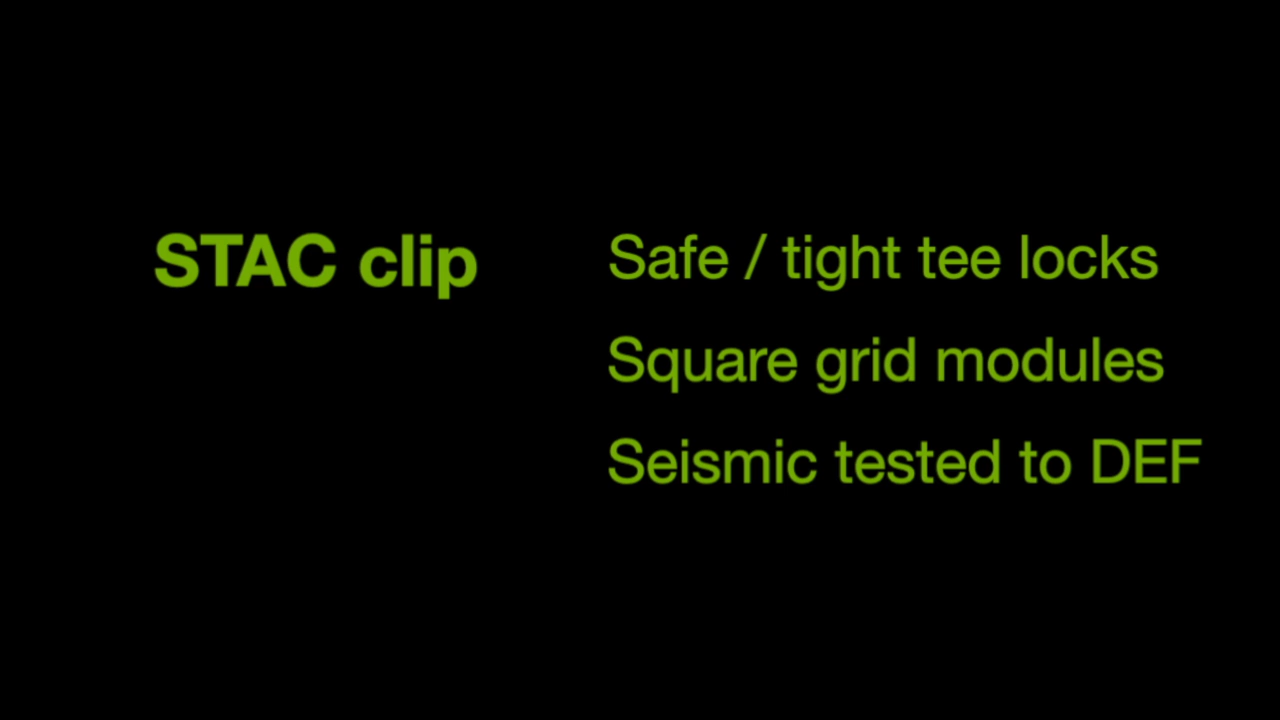 STAC clip
Safe / tight tee locks
Square grid modules
Seismic tested to DEF